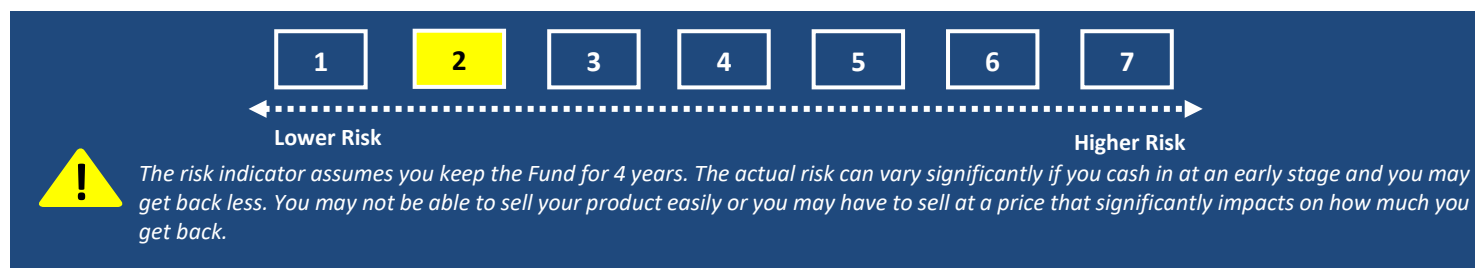 1 2 3 4 5 6 7
Lower Risk Higher Risk
!
The risk indicator assumes you keep the Fund for 4 years. The actual risk can vary significantly if you cash in at an early stage and you may
get back less. You may not be able to sell your product easily or you may have to sell at a price that significantly impacts on how much you
get back.